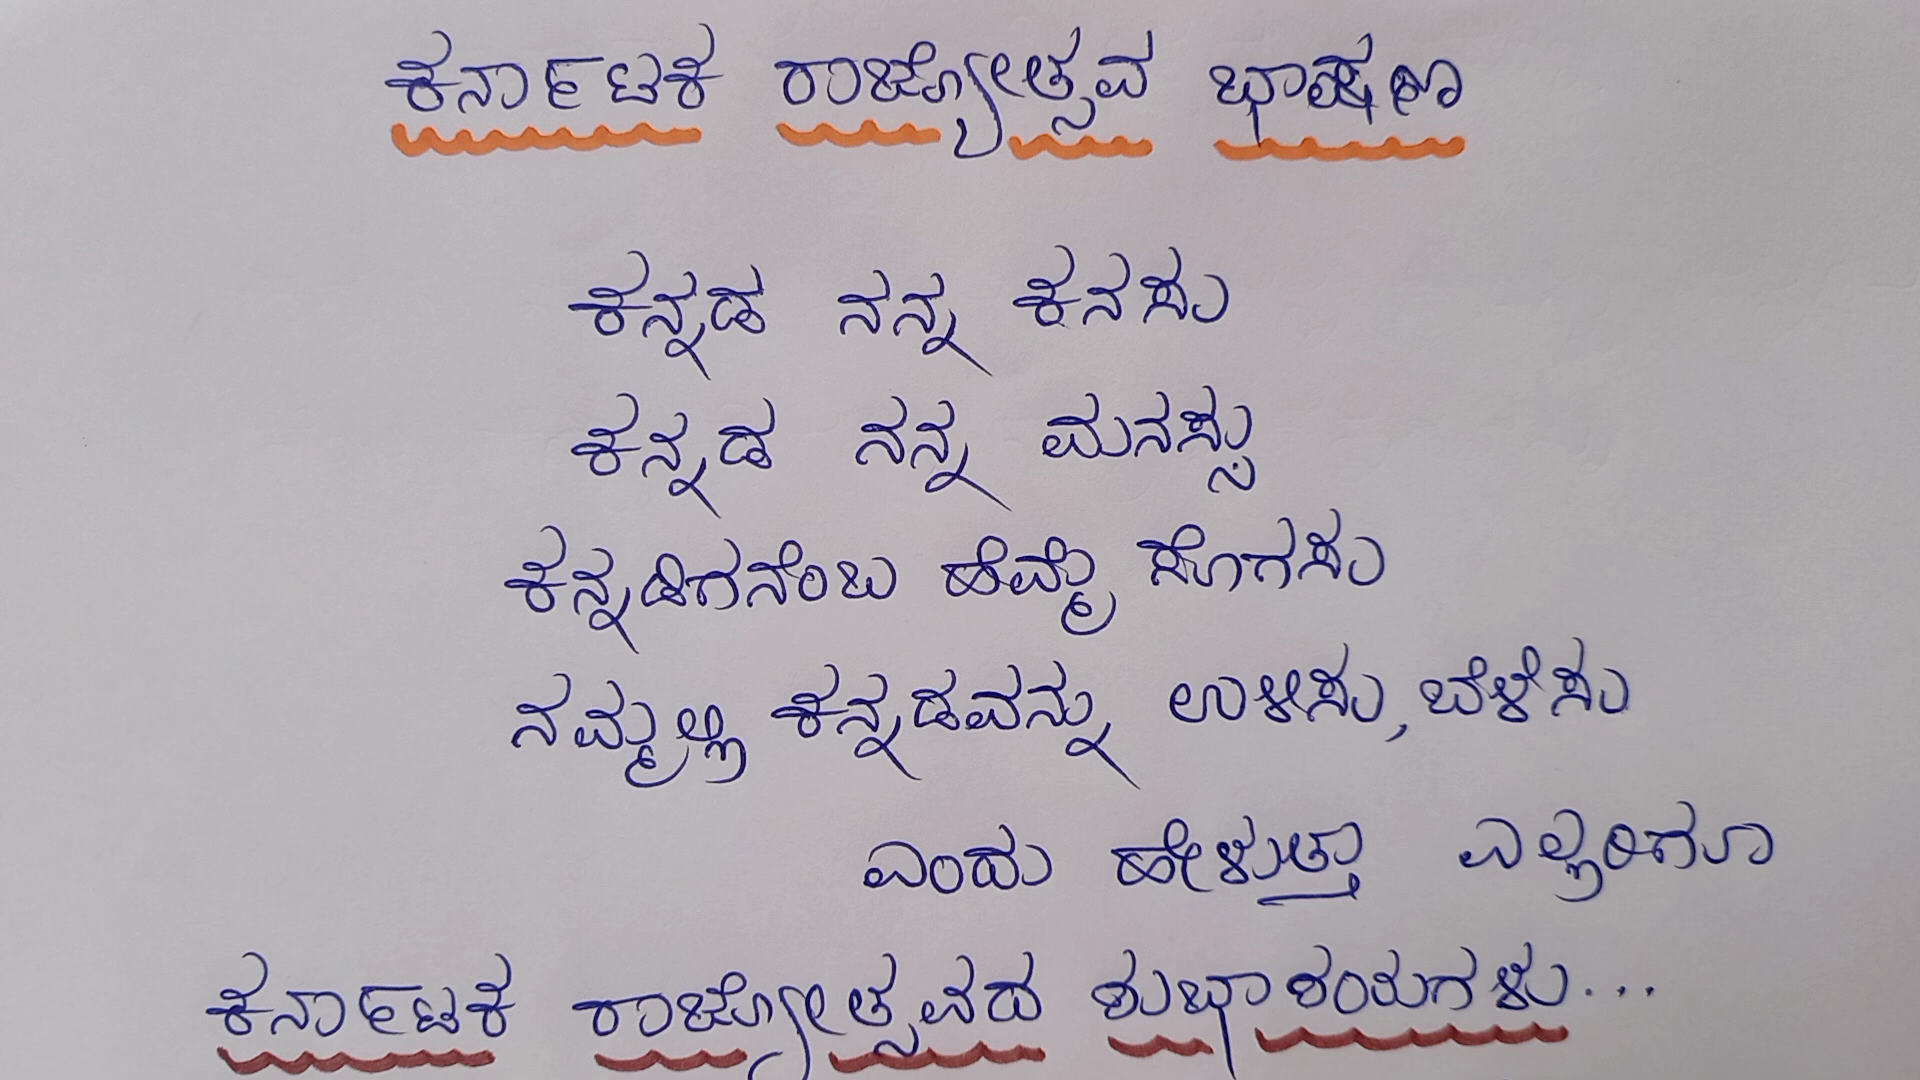 ಕರ್ನಾಟಕ ರಾಜ್ಯೋತ್ಸವ ಭಾಷಣ
ಕನ್ನಡ ನನ್ನ ಕನಸು
ಕನ್ನಡ ನನ್ನ ಮನಸ್ಸು
ಕನ್ನಡಿಗನೆಂಬ ಹೆಮ್ಮೆ ಸೊಗಸು
ನಮ್ಮಲ್ಲಿ ಕನ್ನಡವನ್ನು ಉಳಿಸು, ಬೆಳೆಸು
ಎಂದು ಹೇಳುತ್ತಾ ಎಲ್ಲರಿಗೂ
ಕರ್ನಾಟಕ ರಾಜ್ಯೋತ್ಸವದ ಶುಭಾಶಯಗಳು...